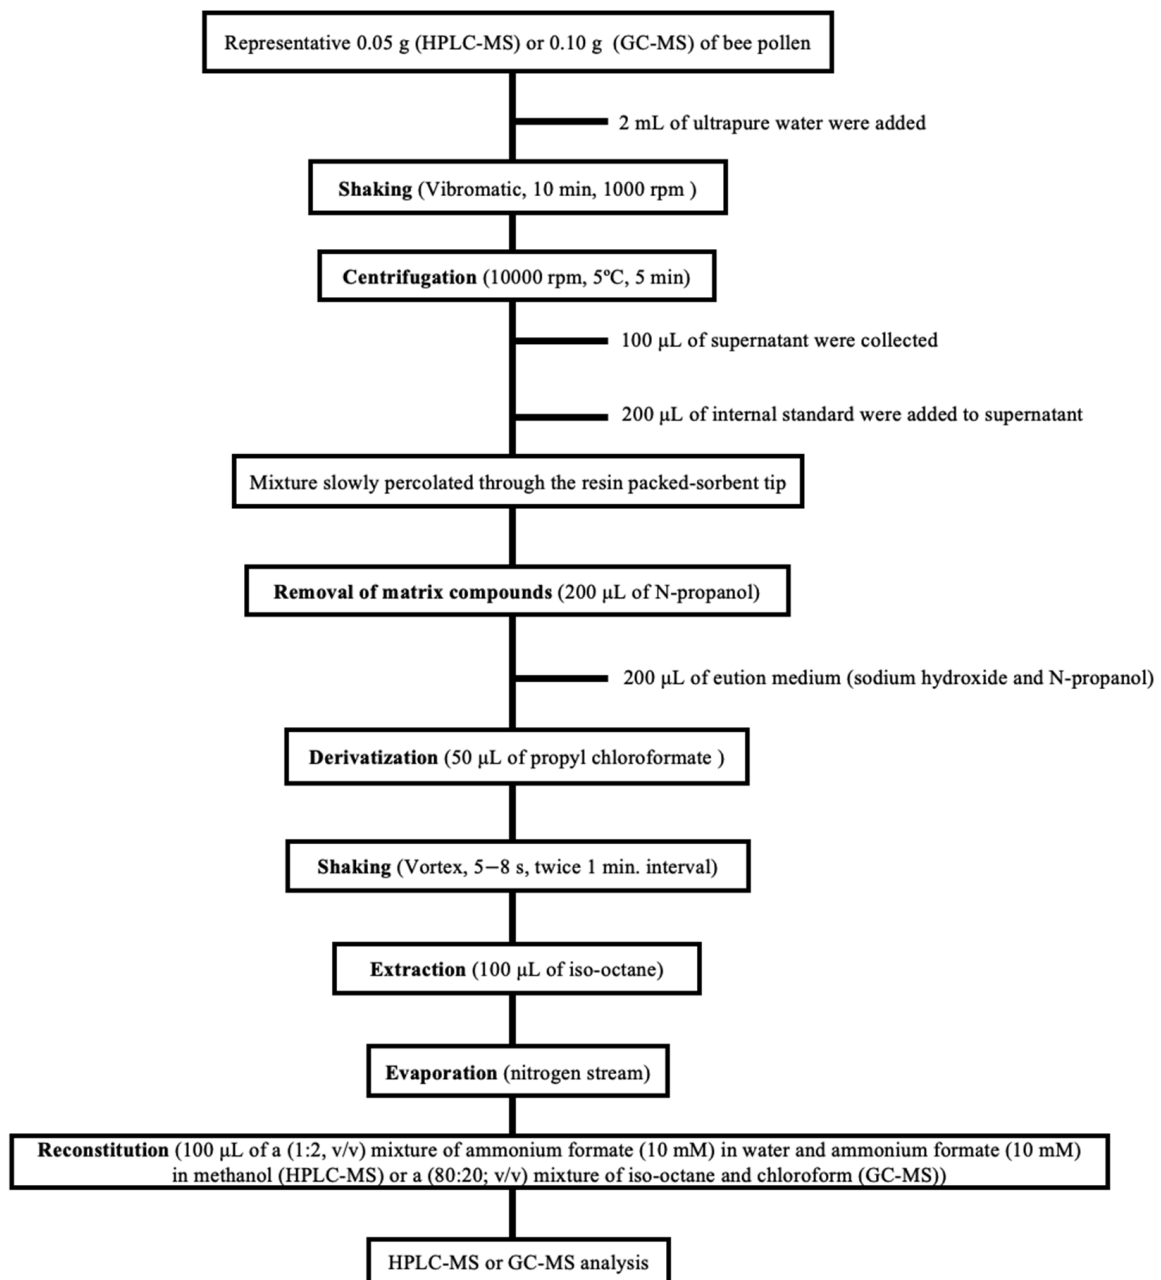 Representative 0.05 g (HPLC-MS) or 0.10 g (GC-MS) of bee pollen
2 mL of ultrapure water were added
Shaking (Vibromatic, 10 min, 1000 rpm )
Centrifugation (10000 rpm, 5ºC, 5 min)
100 µL of supernatant were collected
200 µL of internal standard were added to supernatant
Mixture slowly percolated through the resin packed-sorbent tip
Removal of matrix compounds (200 µL of N-propanol)
200 µL of eution medium (sodium hydroxide and N-propanol)
Derivatization (50 µL of propyl chloroformate )
Shaking (Vortex, 5–8 s, twice 1 min. interval)
Extraction (100 µL of iso-octane)
Evaporation (nitrogen stream)
Reconstitution (100 µL of a (1:2, v/v) mixture of ammonium formate (10 mM) in water and ammonium formate (10 mM)
in methanol (HPLC-MS) or a (80:20; v/v) mixture of iso-octane and chloroform (GC-MS))
HPLC-MS or GC-MS analysis